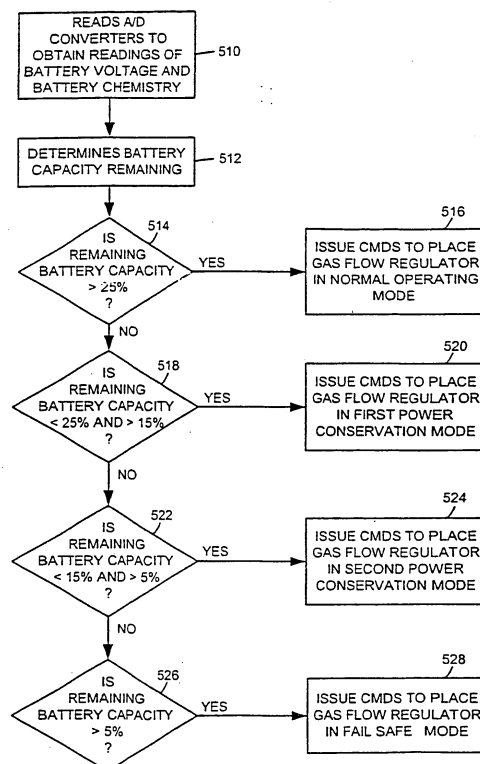 READS A/D
CONVERTERS TO
OBTAIN READINGS OF
BATTERY VOLTAGE AND
BATTERY CHEMISTRY
510
DETERMINES BATTERY
CAPACITY REMAINING
512
514
IS
REMAINING
BATTERY CAPACITY
> 25%
?
YES
NO
516
ISSUE CMDS TO PLACE
GAS FLOW REGULATOR
IN NORMAL OPERATING
MODE
518
IS
REMAINING
BATTERY CAPACITY
< 25% AND > 15%
?
YES
NO
520
ISSUE CMDS TO PLACE
GAS FLOW REGULATOR
IN FIRST POWER
CONSERVATION MODE
522
IS
REMAINING
BATTERY CAPACITY
< 15% AND > 5%
?
YES
NO
524
ISSUE CMDS TO PLACE
GAS FLOW REGULATOR
IN SECOND POWER
CONSERVATION MODE
526
IS
REMAINING
BATTERY CAPACITY
> 5%
?
YES
528
ISSUE CMDS TO PLACE
GAS FLOW REGULATOR
IN FAIL SAFE MODE